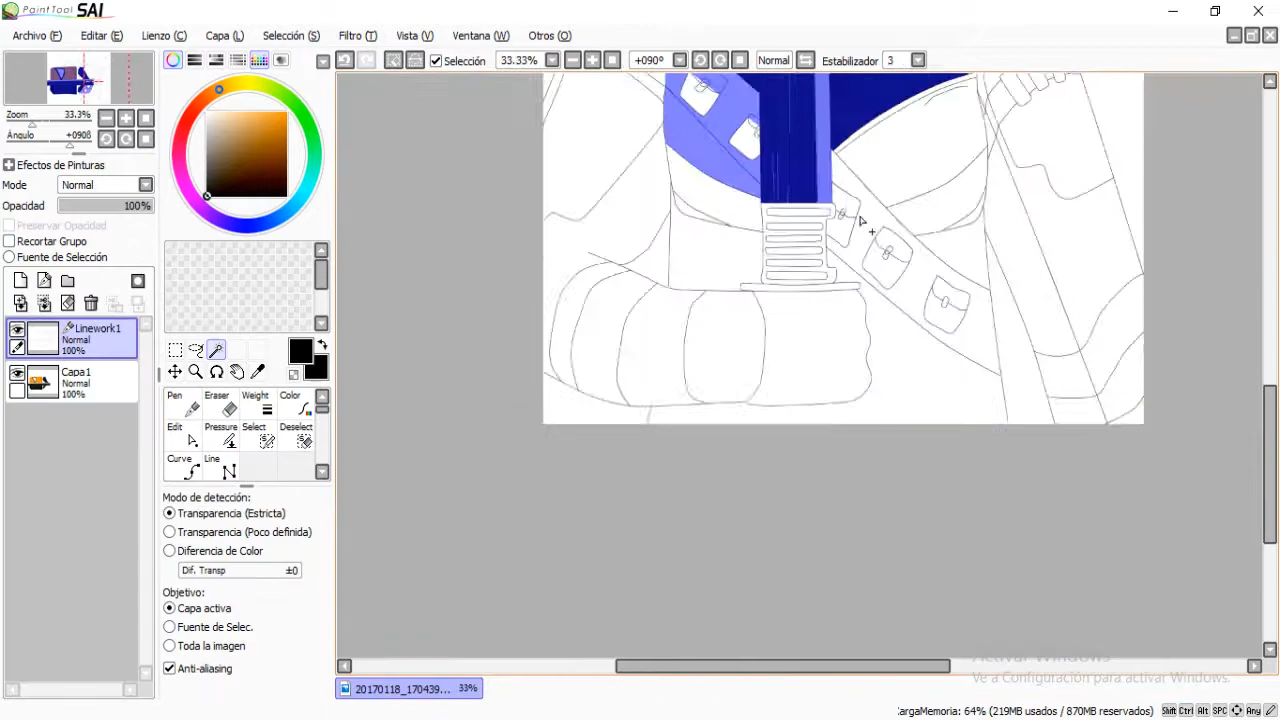 PaintTool SAI
Archivo (F) Editar (E) Lienzo (C) Capa (L) Selección (S) Filtro (T) Vista (V) Ventana (W) Otros (O)
Selección 33.33% +090º Normal Estabilizador 3
Zoom 33.3%
Ángulo +090ß
Efectos de Pinturas
Mode Normal
Opacidad 100%
Preservar Opacidad
Recortar Grupo
Fuente de Selección
Linework1
Normal
100%
Capa1
Normal
100%
Pen Eraser Weight Color
Edit Pressure Select Deselect
Curve Line
Modo de detección:
Transparencia (Estricta)
Transparencia (Poco definida)
Diferencia de Color
Dif. Transp ±0
Objetivo:
Capa activa
Fuente de Selec.
Toda la imagen
Anti-aliasing
Activar Windows
Ve a Configuración para activar Windows.
20170118_170439... 33%
CargaMemoria: 64% (219MB usados / 870MB reservados) Shift Ctrl Alt SPC Any